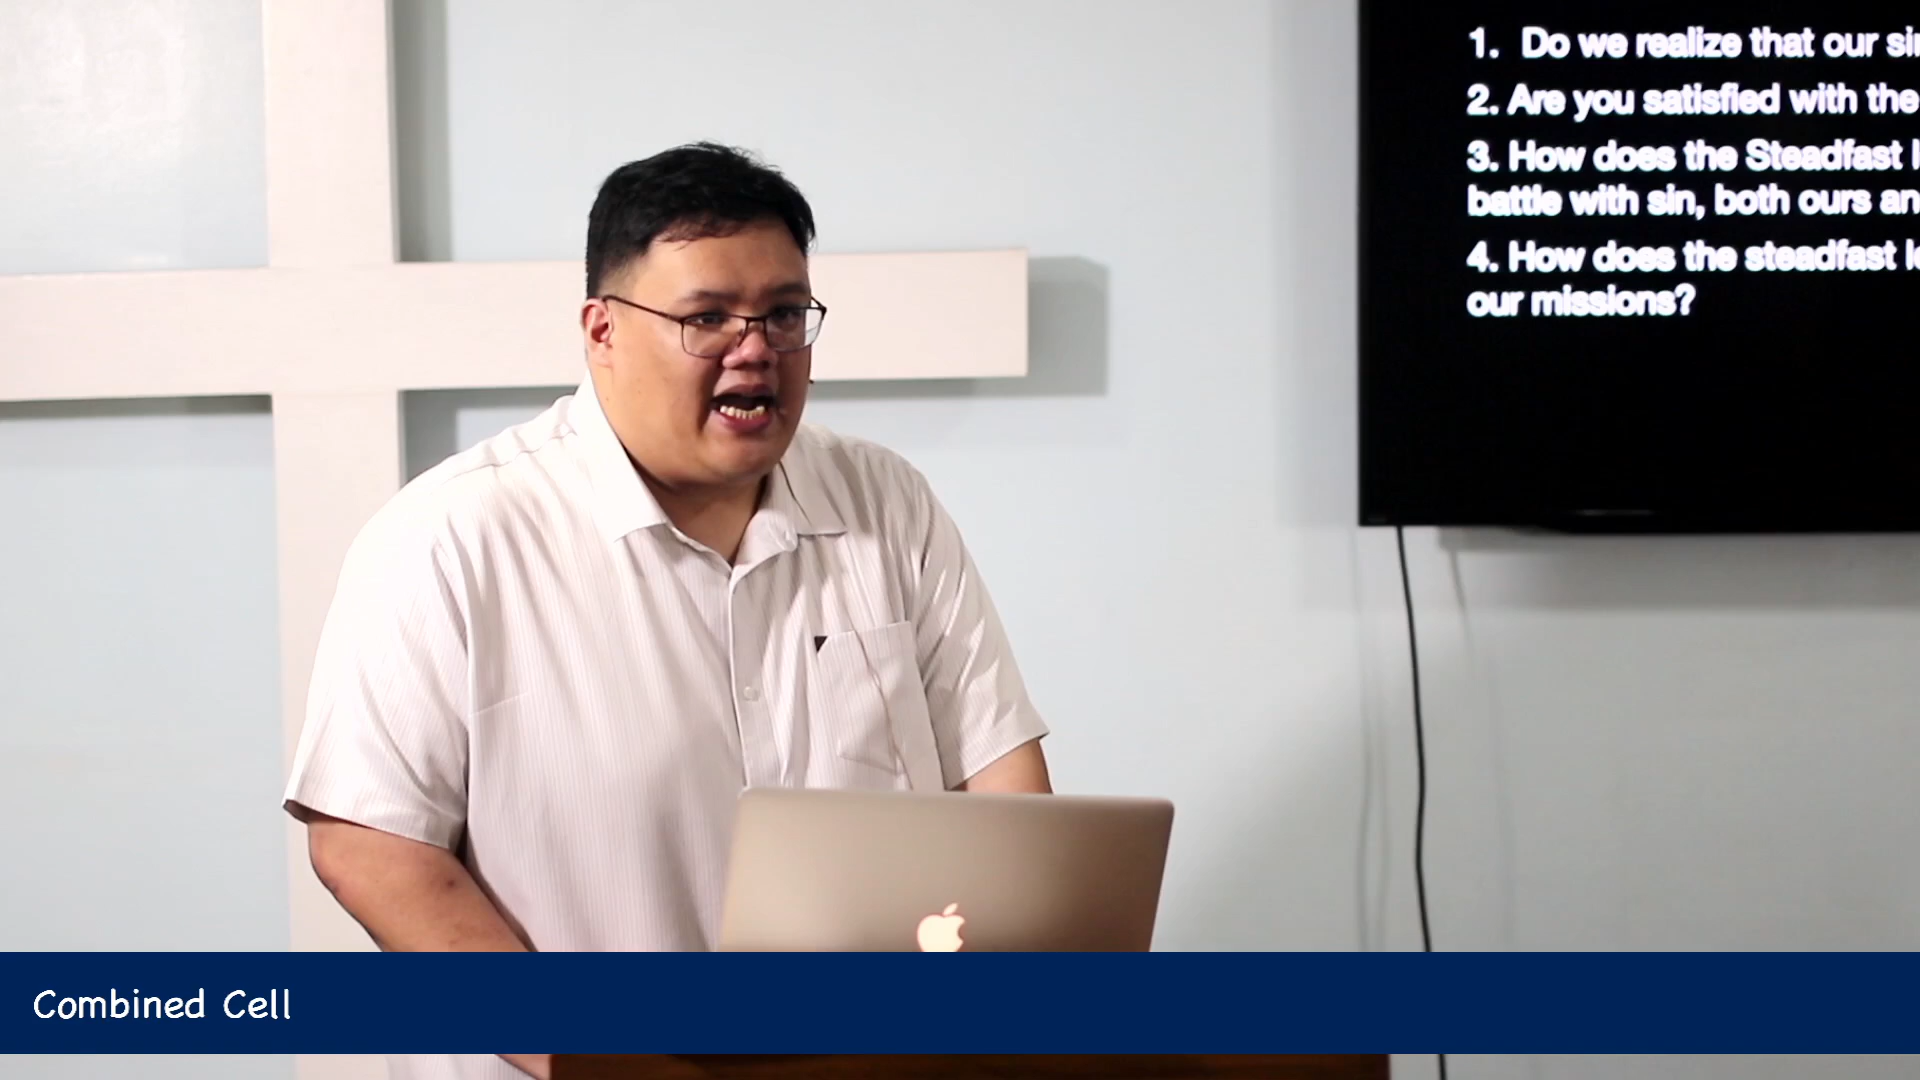 1. Do we realize that our
2. Are you satisfied with the
3. How does the Steadfast
battle with sin, both ours
4. How does the steadfast
our missions?
Combined Cell